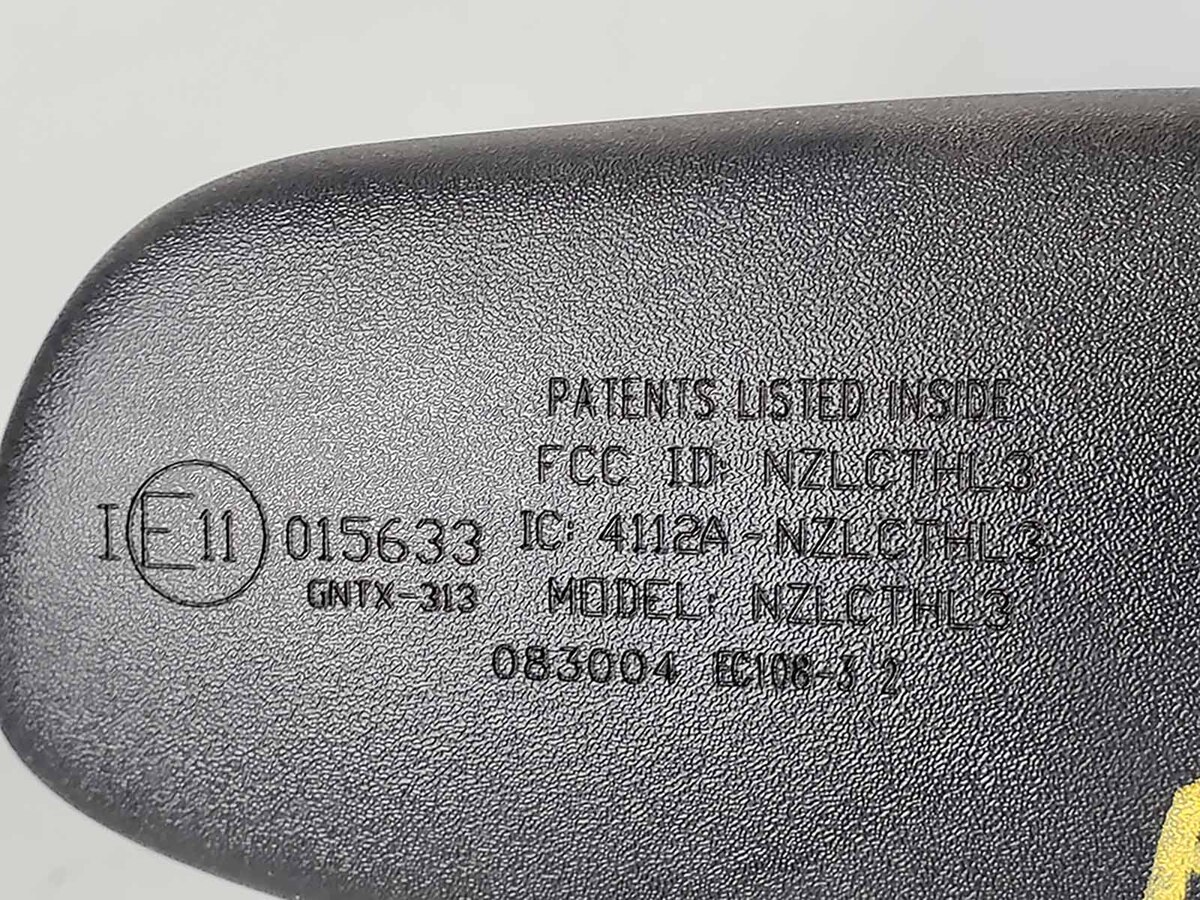 PATENTS LISTED INSIDE
FCC ID: NZLCTHL3
I E11 015633 IC: 4112A-NZLCTHL3
GNTX-313 MODEL: NZLCTHL3
083004 EC108-3 2